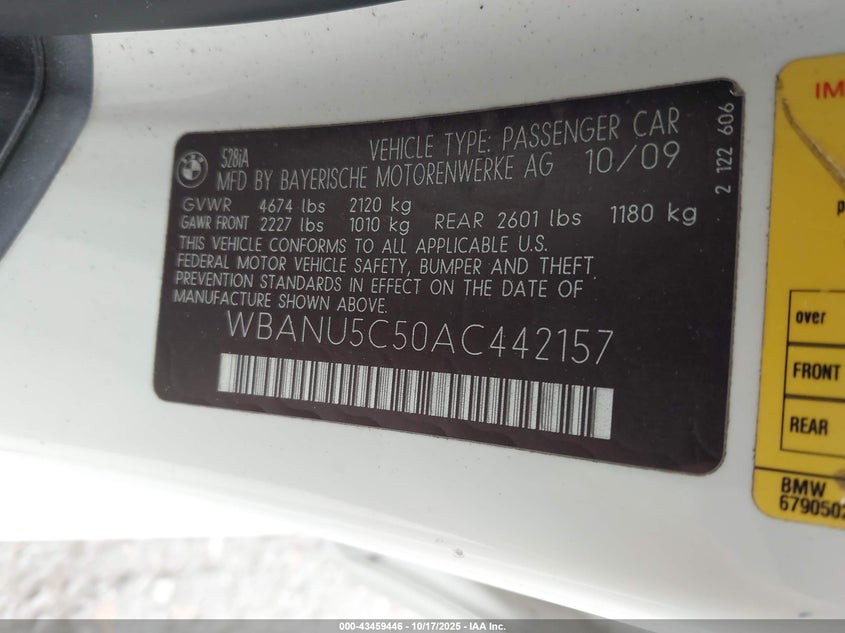 BMW
528iA
VEHICLE TYPE: PASSENGER CAR
MFD BY BAYERISCHE MOTORENWERKE AG 10/09
GVWR 4674 lbs 2120 kg
GAWR FRONT 2227 lbs 1010 kg REAR 2601 lbs 1180 kg
THIS VEHICLE CONFORMS TO ALL APPLICABLE U.S.
FEDERAL MOTOR VEHICLE SAFETY, BUMPER AND THEFT
PREVENTION STANDARDS IN EFFECT ON THE DATE OF
MANUFACTURE SHOWN ABOVE.
WBANU5C50AC442157
2 122 606
IM
over
FRONT
REAR
BMW
679050
000-43459446 - 10/17/2025 - IAA Inc.